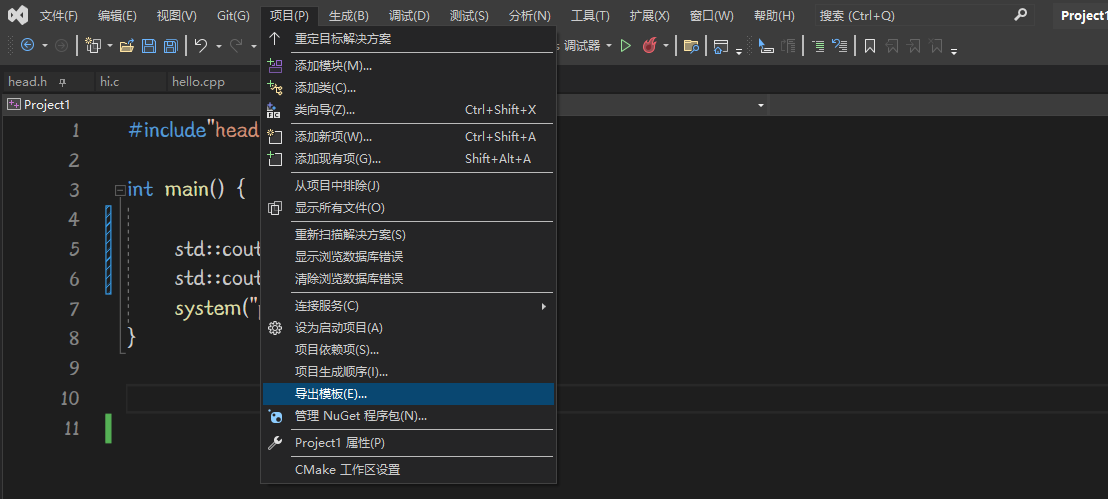 文件(F) 编辑(E) 视图(V) Git(G) 项目(P) 生成(B) 调试(D) 测试(S) 分析(N) 工具(T) 扩展(X) 窗口(W) 帮助(H) 搜索 (Ctrl+Q) Project1
调试器
head.h hi.c hello.cpp
Project1
重定目标解决方案
添加模块(M)...
添加类(C)...
类向导(Z)... Ctrl+Shift+X
添加新项(W)... Ctrl+Shift+A
添加现有项(G)... Shift+Alt+A
从项目中排除(J)
显示所有文件(O)
重新扫描解决方案(S)
显示浏览数据库错误
清除浏览数据库错误
连接服务(C)
设为启动项目(A)
项目依赖项(S)...
项目生成顺序(I)...
导出模板(E)...
管理 NuGet 程序包(N)...
Project1 属性(P)
CMake 工作区设置
1 #include"head
2
3 int main() {
4
5 std::cout
6 std::cout
7 system("p
8 }
9
10
11